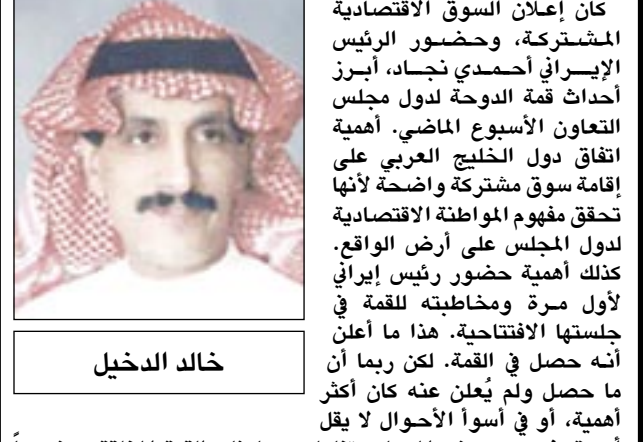 كان إعلان السوق الاقتصادية
المشتركة، وحضور الرئيس
الإيراني أحمدي نجاد، أبرز
أحداث قمة الدوحة لدول مجلس
التعاون الأسبوع الماضي. أهمية
اتفاق دول الخليج العربي على
إقامة سوق مشتركة واضحة لأنها
تحقق مفهوم المواطنة الاقتصادية
لدول المجلس على أرض الواقع.
كذلك أهمية حضور رئيس إيراني
لأول مرة ومخاطبته للقمة في
جلستها الافتتاحية. هذا ما أعلن
أنه حصل في القمة. لكن ربما أن
ما حصل ولم يُعلن عنه كان أكثر
أهمية، أو في أسوأ الأحوال لا يقل
خالد الدخيل